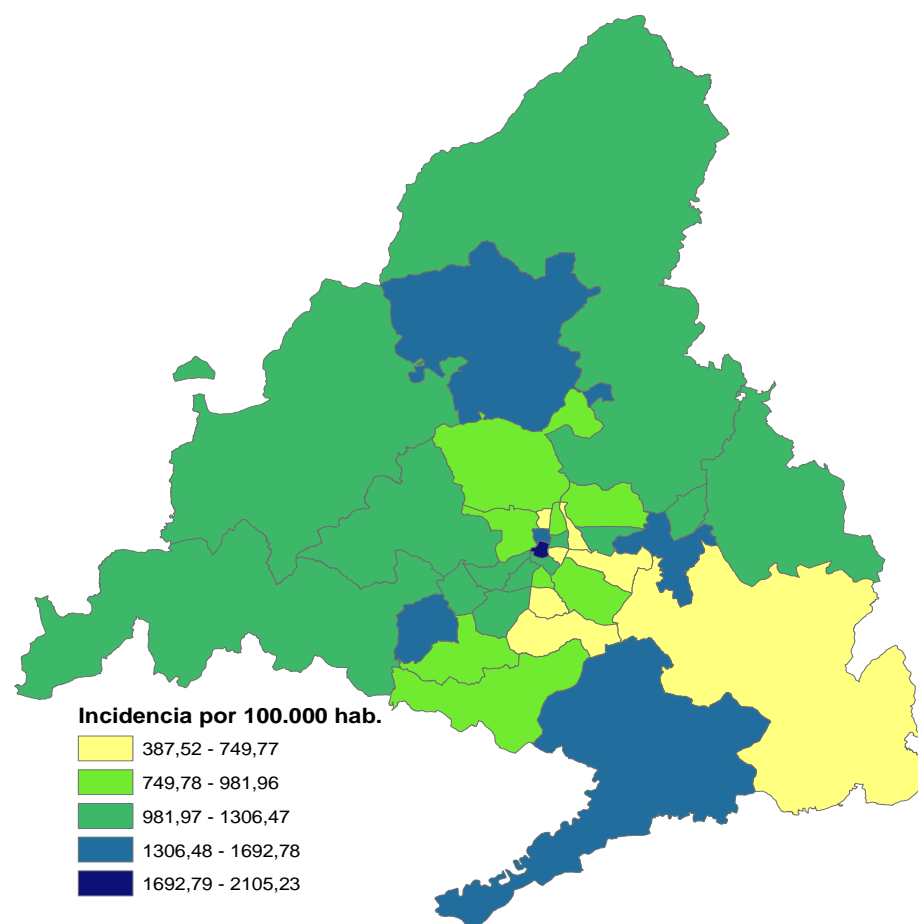 Incidencia por 100.000 hab.
387,52 - 749,77
749,78 - 981,96
981,97 - 1306,47
1306,48 - 1692,78
1692,79 - 2105,23